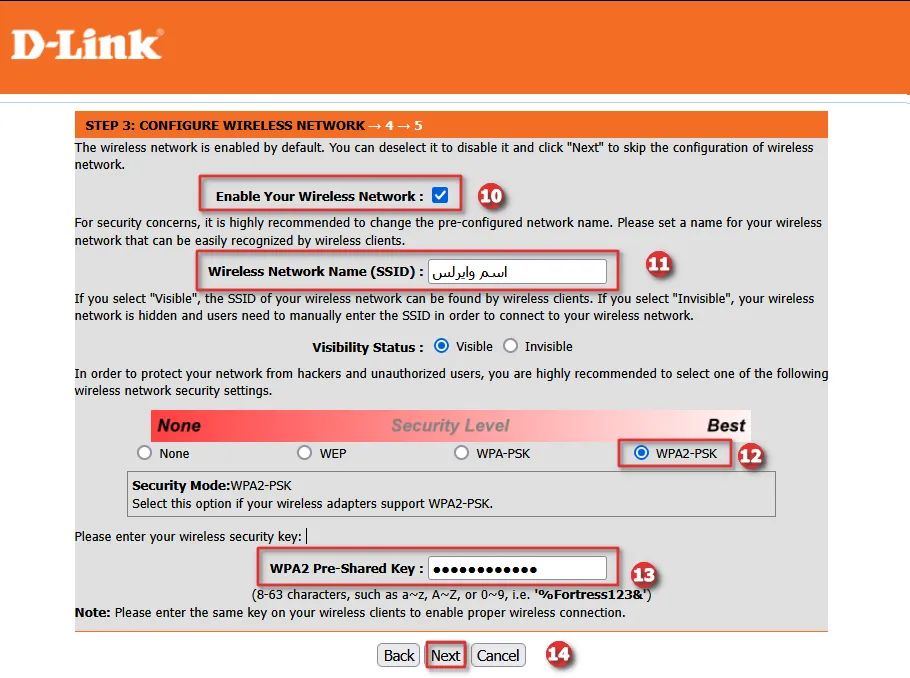 D-Link
STEP 3: CONFIGURE WIRELESS NETWORK → 4 → 5
The wireless network is enabled by default. You can deselect it to disable it and click "Next" to skip the configuration of wireless
network.
Enable Your Wireless Network : 10
For security concerns, it is highly recommended to change the pre-configured network name. Please set a name for your wireless
network that can be easily recognized by wireless clients.
Wireless Network Name (SSID) : اسم وایرلس 11
If you select "Visible", the SSID of your wireless network can be found by wireless clients. If you select "Invisible", your wireless
network is hidden and users need to manually enter the SSID in order to connect to your wireless network.
Visibility Status : Visible Invisible
In order to protect your network from hackers and unauthorized users, you are highly recommended to select one of the following
wireless network security settings.
None Security Level Best
None WEP WPA-PSK WPA2-PSK 12
Security Mode:WPA2-PSK
Select this option if your wireless adapters support WPA2-PSK.
Please enter your wireless security key:
WPA2 Pre-Shared Key : ●●●●●●●●●●●● 13
(8-63 characters, such as a~z, A~Z, or 0~9, i.e. '%Fortress123&')
Note: Please enter the same key on your wireless clients to enable proper wireless connection.
Back Next Cancel 14